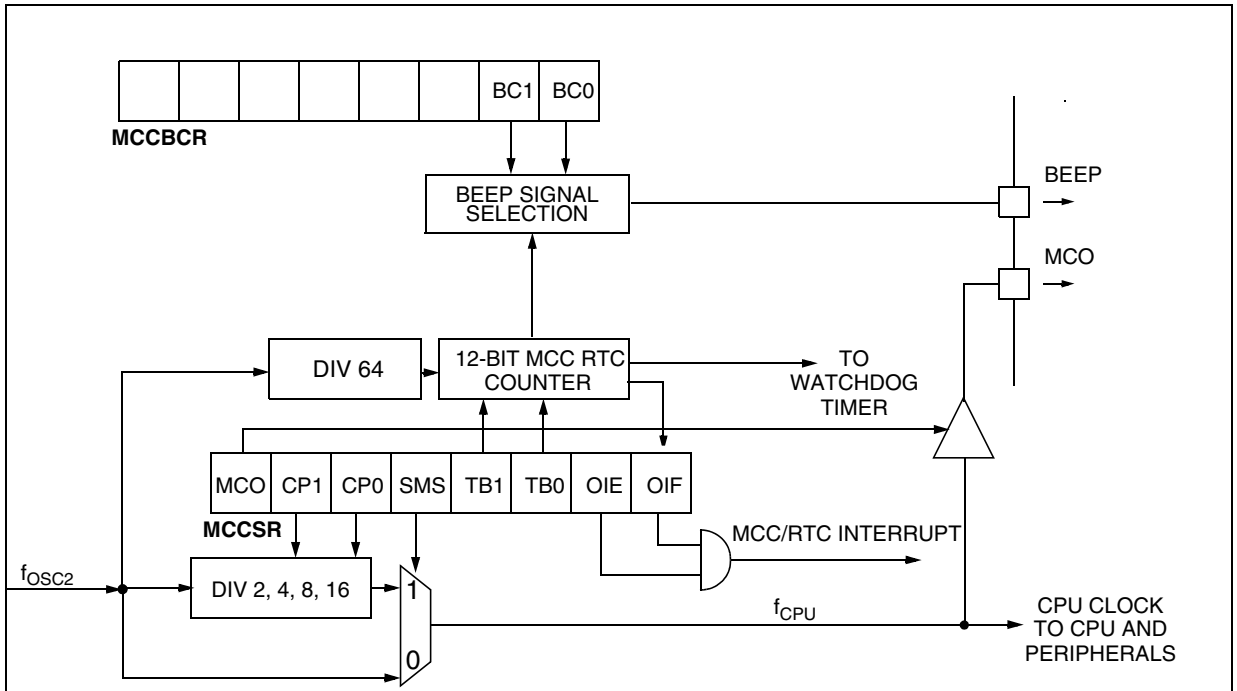 BC1 BC0
MCCBCR
BEEP SIGNAL
SELECTION
BEEP
MCO
DIV 64
12-BIT MCC RTC
COUNTER
TO
WATCHDOG
TIMER
MCO CP1 CP0 SMS TB1 TB0 OIE OIF
MCCSR
MCC/RTC INTERRUPT
fOSC2
DIV 2, 4, 8, 16
1
0
fCPU
CPU CLOCK
TO CPU AND
PERIPHERALS